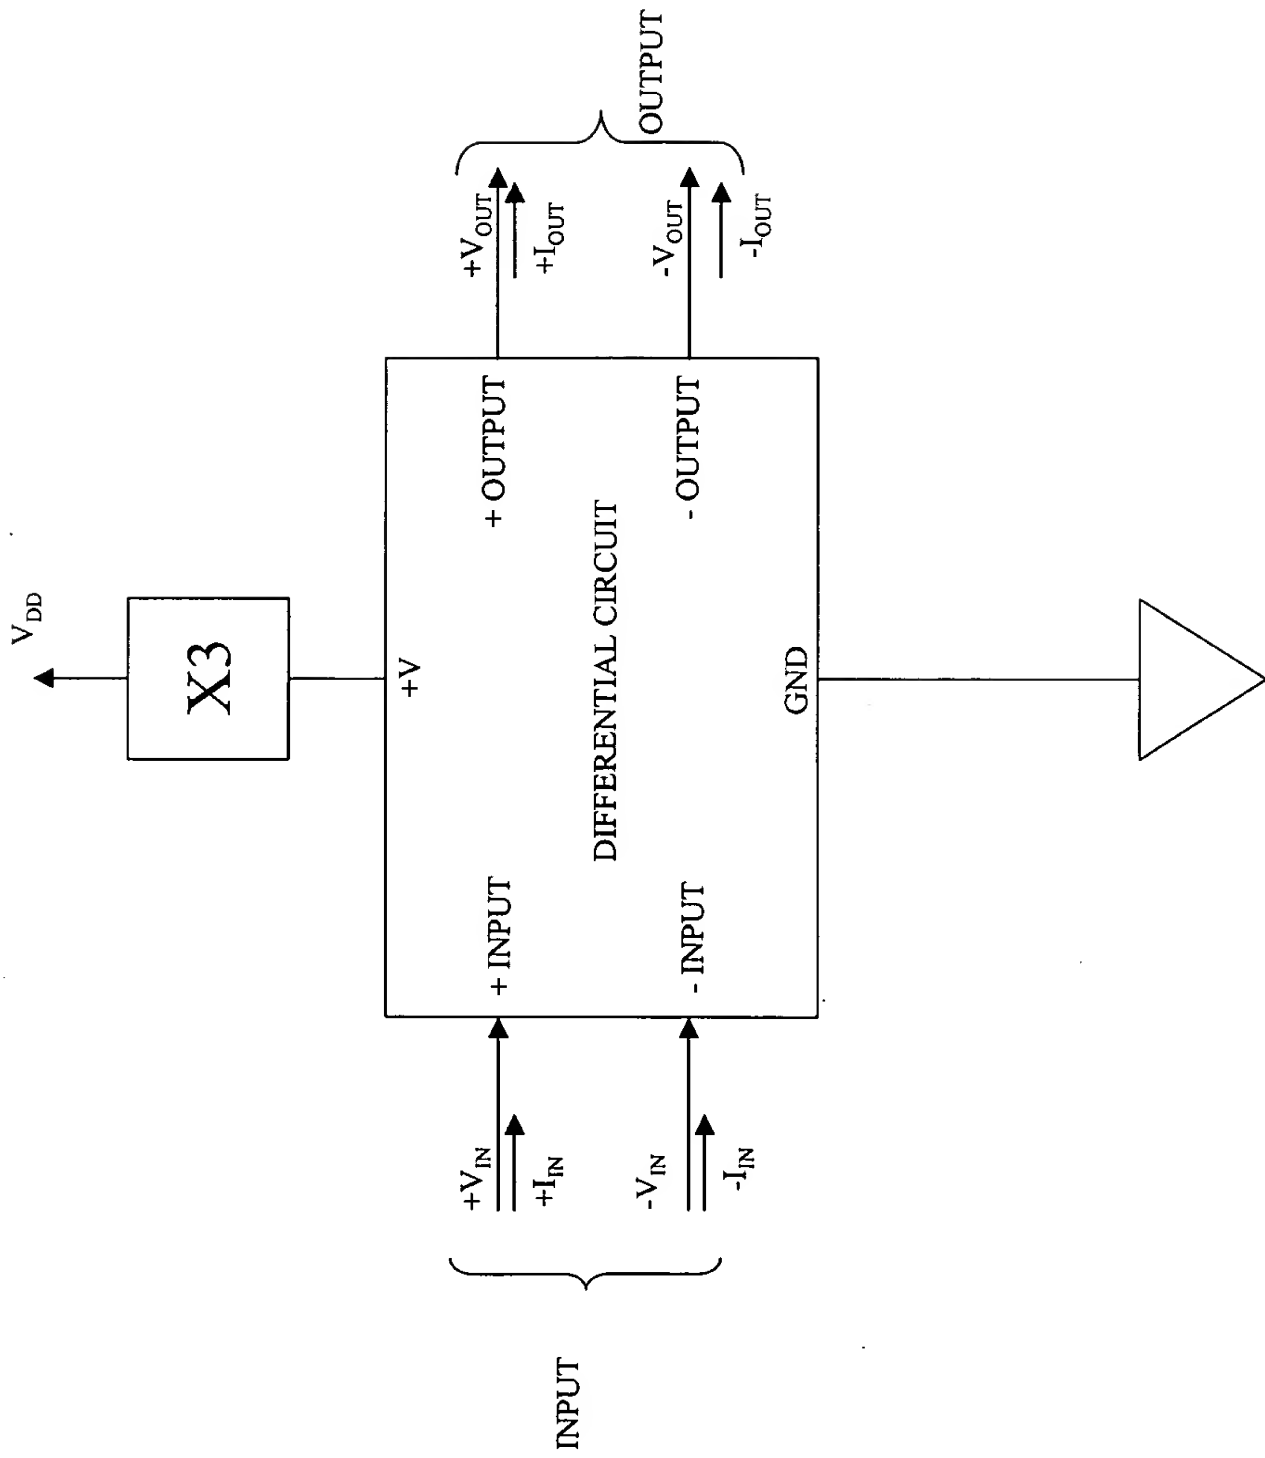 V_DD
X3
+V
INPUT
+V_IN
+I_IN
-V_IN
-I_IN
+ INPUT
- INPUT
DIFFERENTIAL CIRCUIT
+ OUTPUT
- OUTPUT
GND
+V_OUT
+I_OUT
-V_OUT
-I_OUT
OUTPUT